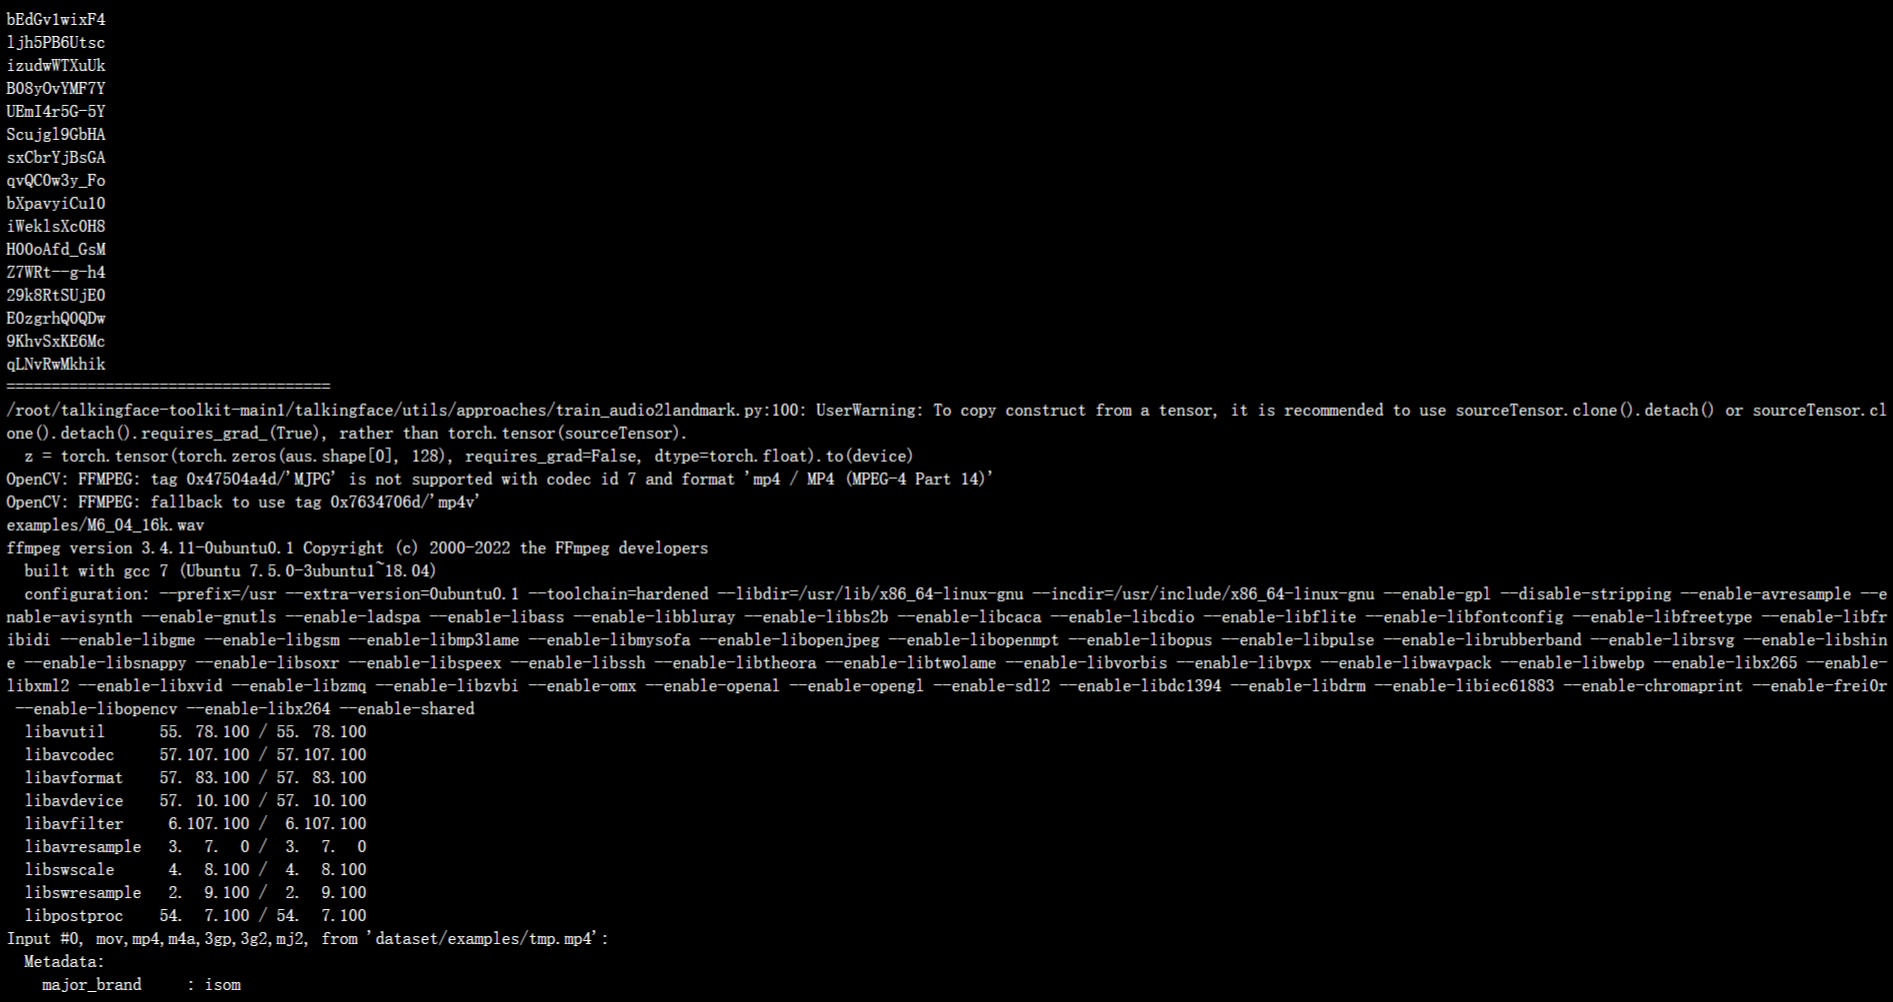 bEdGv1wixF4
ljh5PB6Utsc
izudwWTXuUk
B08yOvYMF7Y
UEmI4r5G-5Y
Scujgl9GbHA
sxCbrYjBsGA
qvQC0w3y_Fo
bXpavyiCu10
iWeklsXc0H8
H00oAfd_GsM
Z7WRt--g-h4
29k8RtSUjE0
E0zgrhQ0QDw
9KhvSxKE6Mc
qLNvRwMkhik
====================================
/root/talkingface-toolkit-main1/talkingface/utils/approaches/train_audio2landmark.py:100: UserWarning: To copy construct from a tensor, it is recommended to use sourceTensor.clone().detach() or sourceTensor.cl
one().detach().requires_grad_(True), rather than torch.tensor(sourceTensor).
  z = torch.tensor(torch.zeros(aus.shape[0], 128), requires_grad=False, dtype=torch.float).to(device)
OpenCV: FFMPEG: tag 0x47504a4d/'MJPG' is not supported with codec id 7 and format 'mp4 / MP4 (MPEG-4 Part 14)'
OpenCV: FFMPEG: fallback to use tag 0x7634706d/'mp4v'
examples/M6_04_16k.wav
ffmpeg version 3.4.11-0ubuntu0.1 Copyright (c) 2000-2022 the FFmpeg developers
  built with gcc 7 (Ubuntu 7.5.0-3ubuntu1~18.04)
  configuration: --prefix=/usr --extra-version=0ubuntu0.1 --toolchain=hardened --libdir=/usr/lib/x86_64-linux-gnu --incdir=/usr/include/x86_64-linux-gnu --enable-gpl --disable-stripping --enable-avresample --e
nable-avisynth --enable-gnutls --enable-ladspa --enable-libass --enable-libbluray --enable-libbs2b --enable-libcaca --enable-libcdio --enable-libflite --enable-libfontconfig --enable-libfreetype --enable-libfr
ibidi --enable-libgme --enable-libgsm --enable-libmp3lame --enable-libmysofa --enable-libopenjpeg --enable-libopenmpt --enable-libopus --enable-libpulse --enable-librubberband --enable-librsvg --enable-libshin
e --enable-libsnappy --enable-libsoxr --enable-libspeex --enable-libssh --enable-libtheora --enable-libtwolame --enable-libvorbis --enable-libvpx --enable-libwavpack --enable-libwebp --enable-libx265 --enable-
libxml2 --enable-libxvid --enable-libzmq --enable-libzvbi --enable-omx --enable-openal --enable-opengl --enable-sdl2 --enable-libdc1394 --enable-libdrm --enable-libiec61883 --enable-chromaprint --enable-frei0r
 --enable-libopencv --enable-libx264 --enable-shared
  libavutil      55. 78.100 / 55. 78.100
  libavcodec     57.107.100 / 57.107.100
  libavformat    57. 83.100 / 57. 83.100
  libavdevice    57. 10.100 / 57. 10.100
  libavfilter     6.107.100 /  6.107.100
  libavresample   3.  7.  0 /  3.  7.  0
  libswscale      4.  8.100 /  4.  8.100
  libswresample   2.  9.100 /  2.  9.100
  libpostproc    54.  7.100 / 54.  7.100
Input #0, mov,mp4,m4a,3gp,3g2,mj2, from 'dataset/examples/tmp.mp4':
  Metadata:
    major_brand     : isom